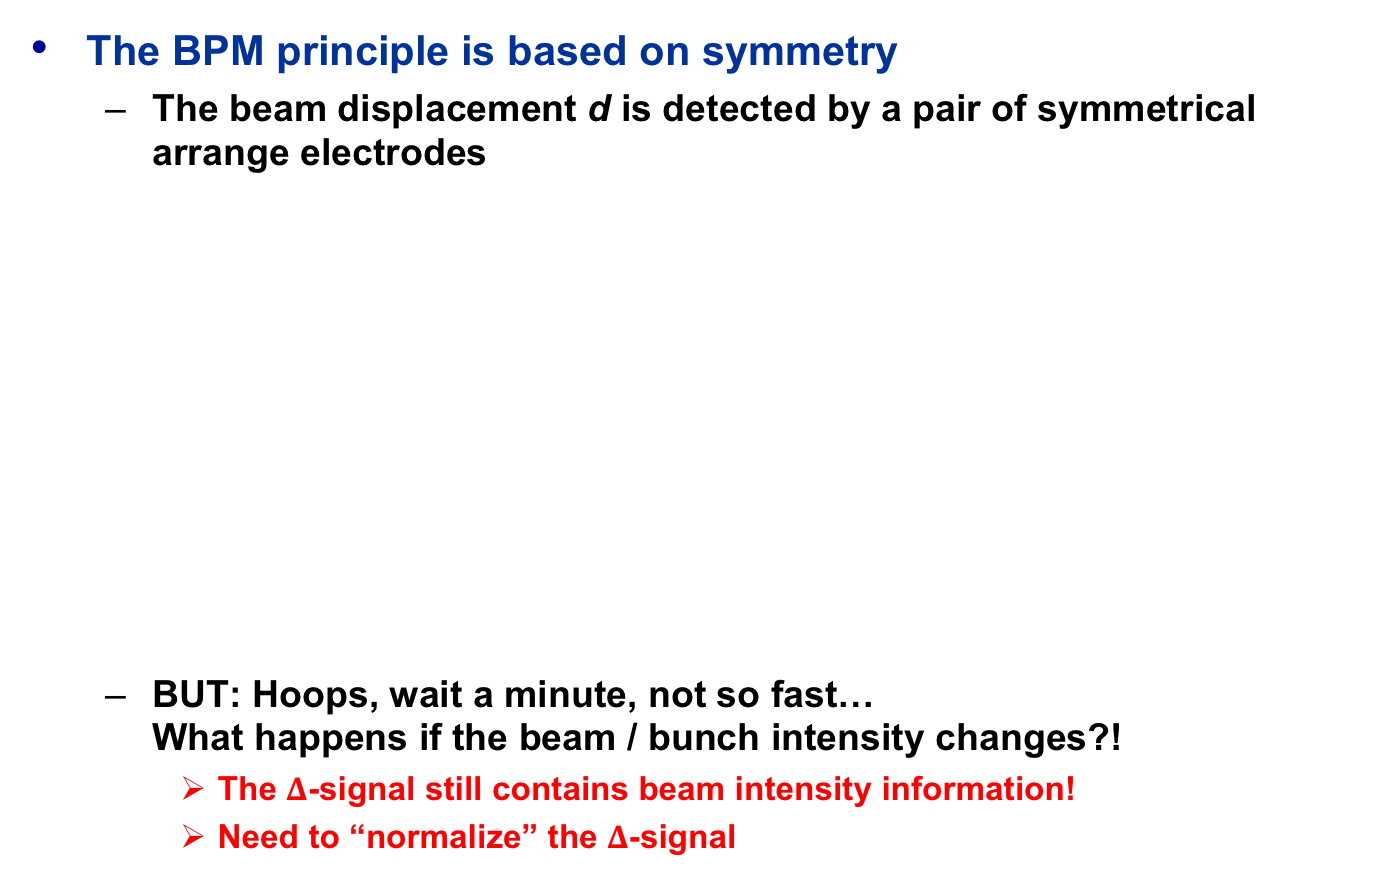 • The BPM principle is based on symmetry
– The beam displacement d is detected by a pair of symmetrical
arrange electrodes
– BUT: Hoops, wait a minute, not so fast…
What happens if the beam / bunch intensity changes?!
➢ The Δ-signal still contains beam intensity information!
➢ Need to “normalize” the Δ-signal